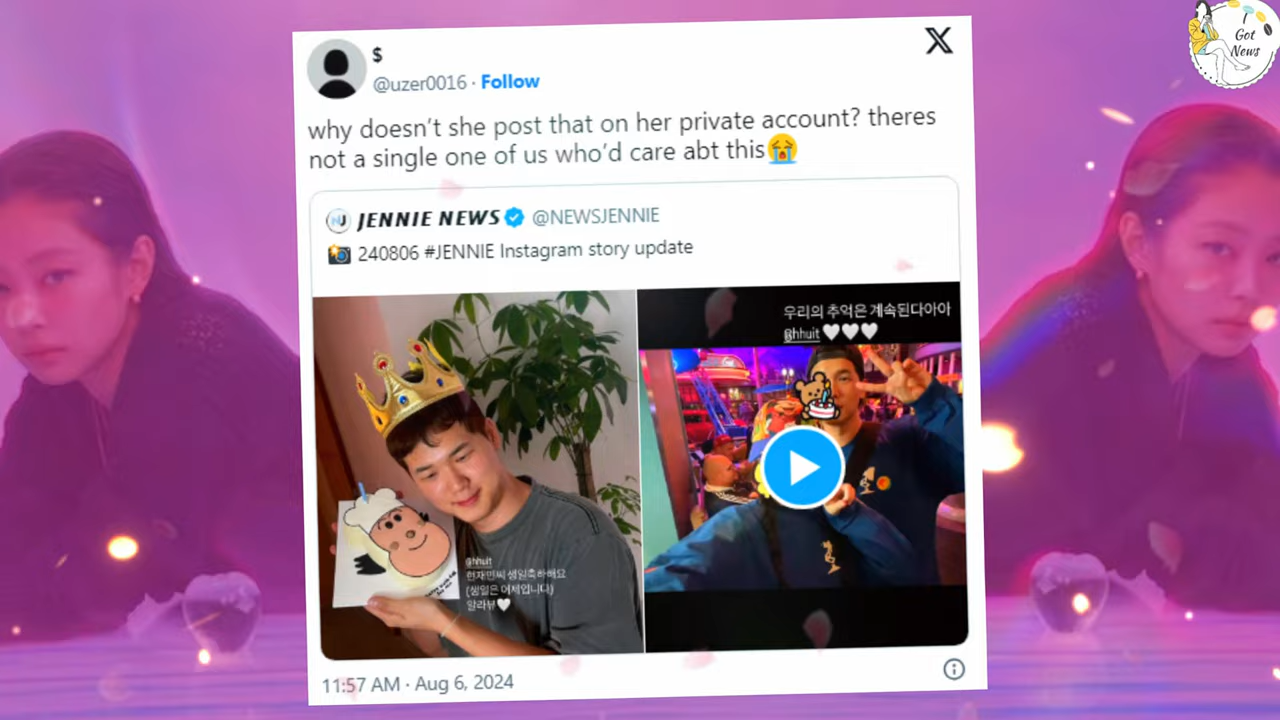 I
Got
News
$
@uzer0016 · Follow
why doesn't she post that on her private account? theres
not a single one of us who'd care abt this😭
JENNIE NEWS @NEWSJENNIE
📸 240806 #JENNIE Instagram story update
우리의 추억은 계속된다아아
@hhuit 🤍🤍🤍
@hhuit
현재민씨 생일축하해요
(생일은 어제입니다)
알라뷰🤍
11:57 AM · Aug 6, 2024